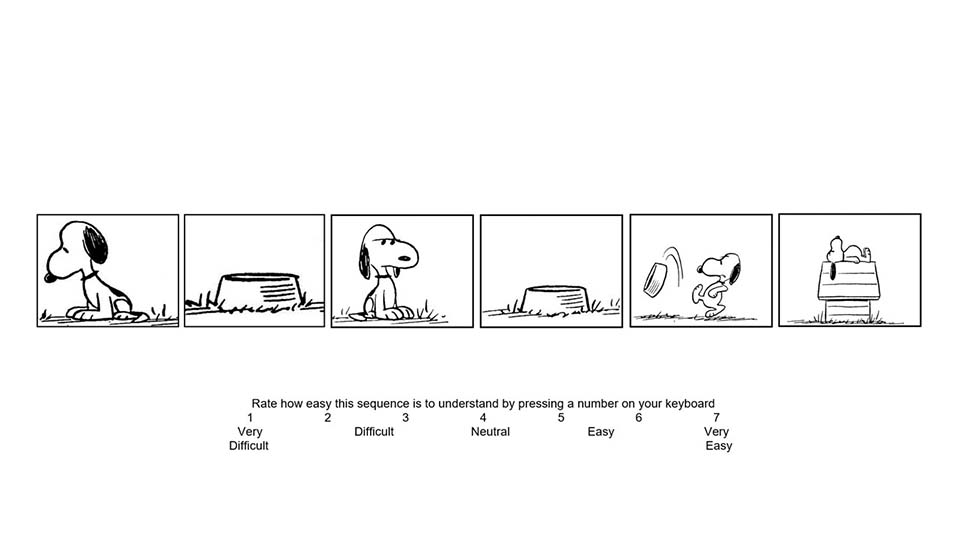 Rate how easy this sequence is to understand by pressing a number on your keyboard
1 2 3 4 5 6 7
Very Difficult Neutral Easy Very
Difficult Easy